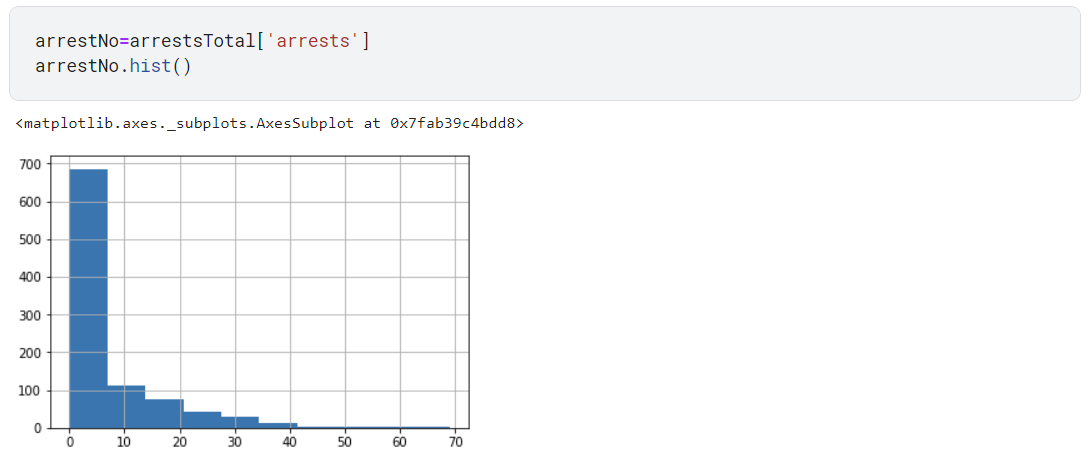 arrestNo=arrestsTotal['arrests']
arrestNo.hist()
<matplotlib.axes._subplots.AxesSubplot at 0x7fab39c4bdd8>
700
600
500
400
300
200
100
0
0 10 20 30 40 50 60 70